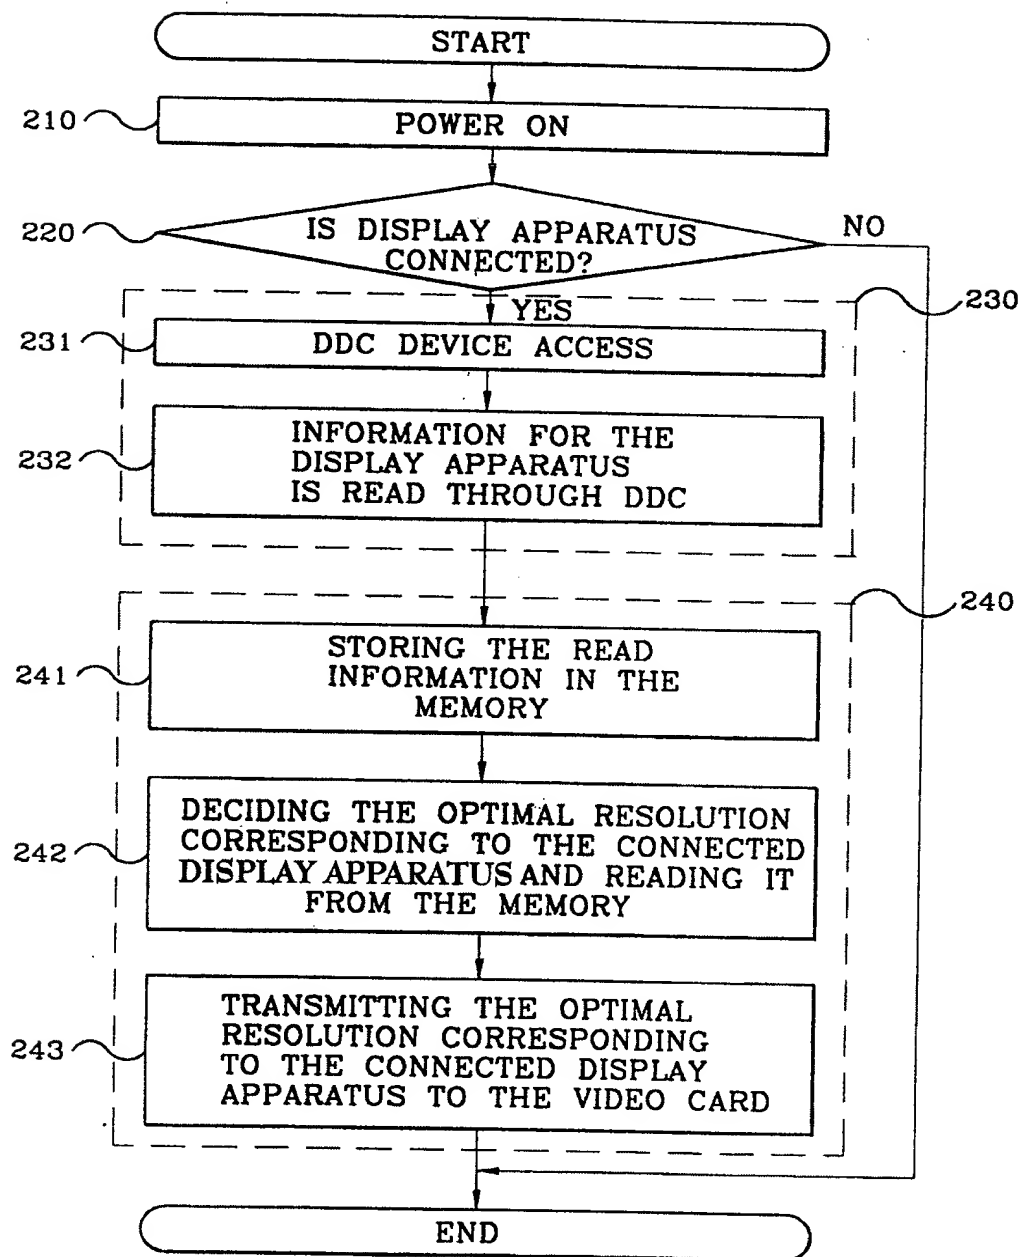 START
210
POWER ON
220
IS DISPLAY APPARATUS
CONNECTED?
NO
YES
230
231
DDC DEVICE ACCESS
232
INFORMATION FOR THE
DISPLAY APPARATUS
IS READ THROUGH DDC
240
241
STORING THE READ
INFORMATION IN THE
MEMORY
242
DECIDING THE OPTIMAL RESOLUTION
CORRESPONDING TO THE CONNECTED
DISPLAY APPARATUS AND READING IT
FROM THE MEMORY
243
TRANSMITTING THE OPTIMAL
RESOLUTION CORRESPONDING
TO THE CONNECTED DISPLAY
APPARATUS TO THE VIDEO CARD
END